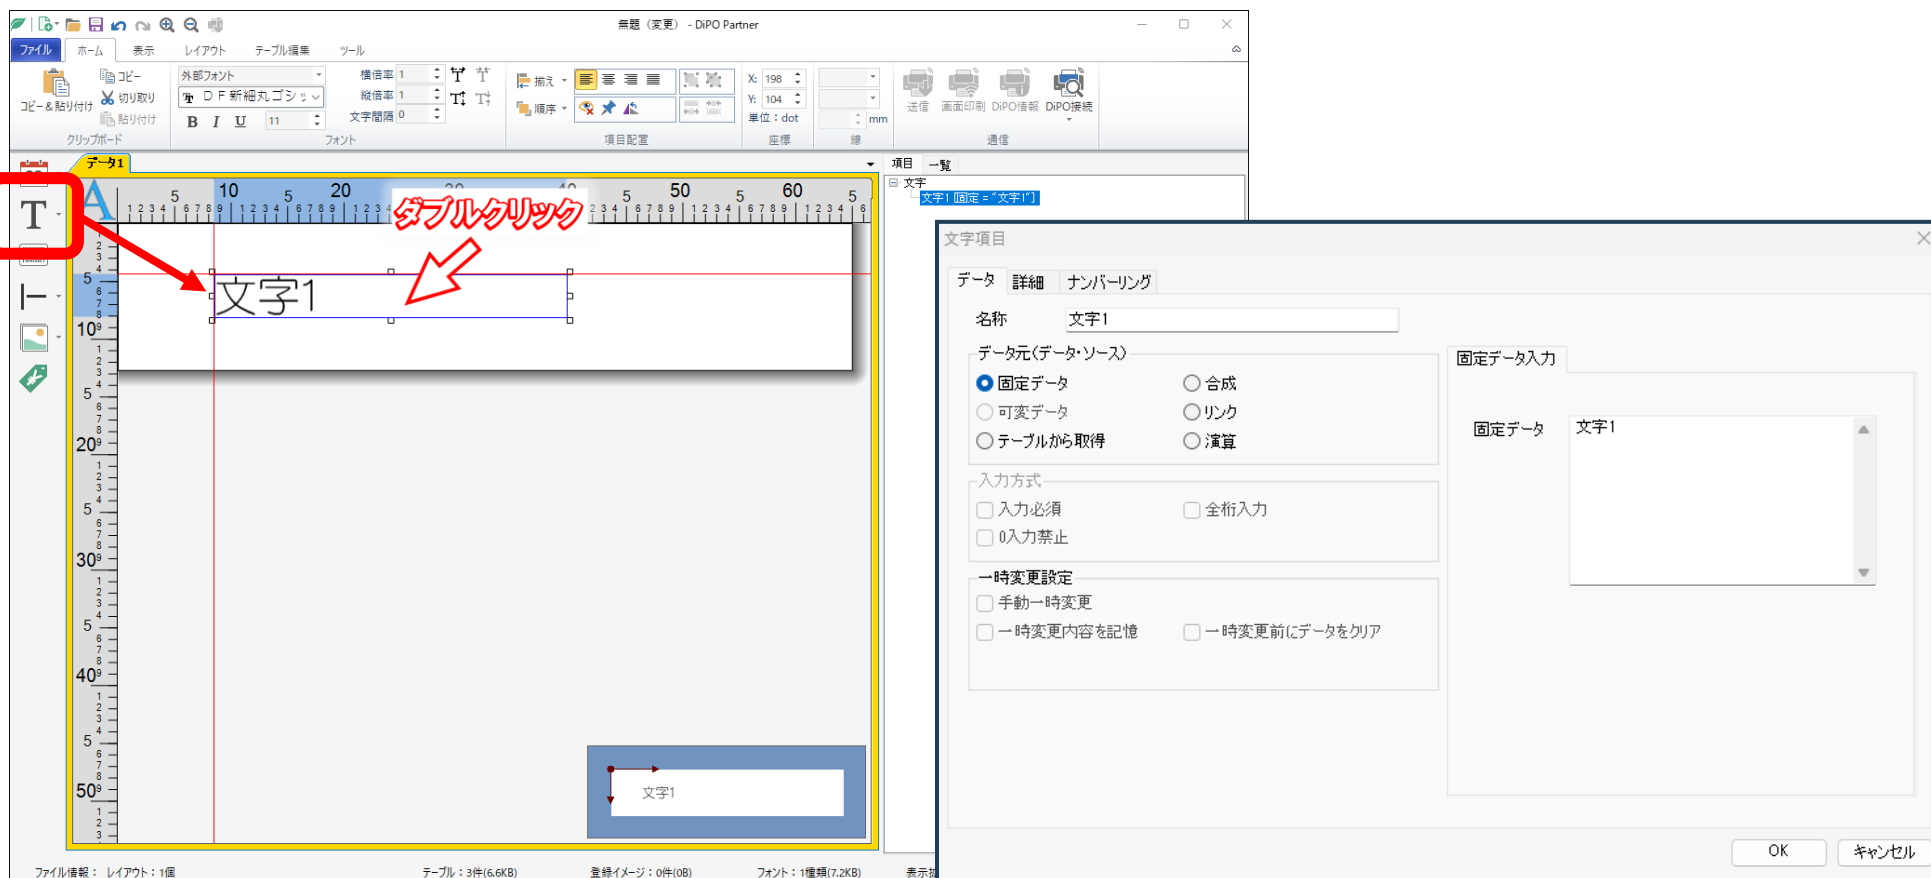 無題（変更） - DiPO Partner
ファイル ホーム 表示 レイアウト テーブル編集 ツール
コピー＆貼り付け
コピー
切り取り
貼り付け
クリップボード
外部フォント
ＤＦ新細丸ゴシッ
B I U 11
横倍率 1
縦倍率 1
文字間隔 0
フォント
揃え
順序
項目配置
X: 198
Y: 104
単位：dot
座標
mm
線
送信 画面印刷 DiPO情報 DiPO接続
通信
データ1
項目 一覧
文字
文字1 [固定 = "文字1"]
T
A
ダブルクリック
文字1
文字1
文字項目
データ 詳細 ナンバーリング
名称 文字1
データ元(データ・ソース)
固定データ 合成
可変データ リンク
テーブルから取得 演算
入力方式
入力必須 全桁入力
0入力禁止
一時変更設定
手動一時変更
一時変更内容を記憶 一時変更前にデータをクリア
固定データ入力
固定データ 文字1
OK キャンセル
ファイル情報： レイアウト：1個 テーブル：3件(6.6KB) 登録イメージ：0件(0B) フォント：1種類(7.2KB)